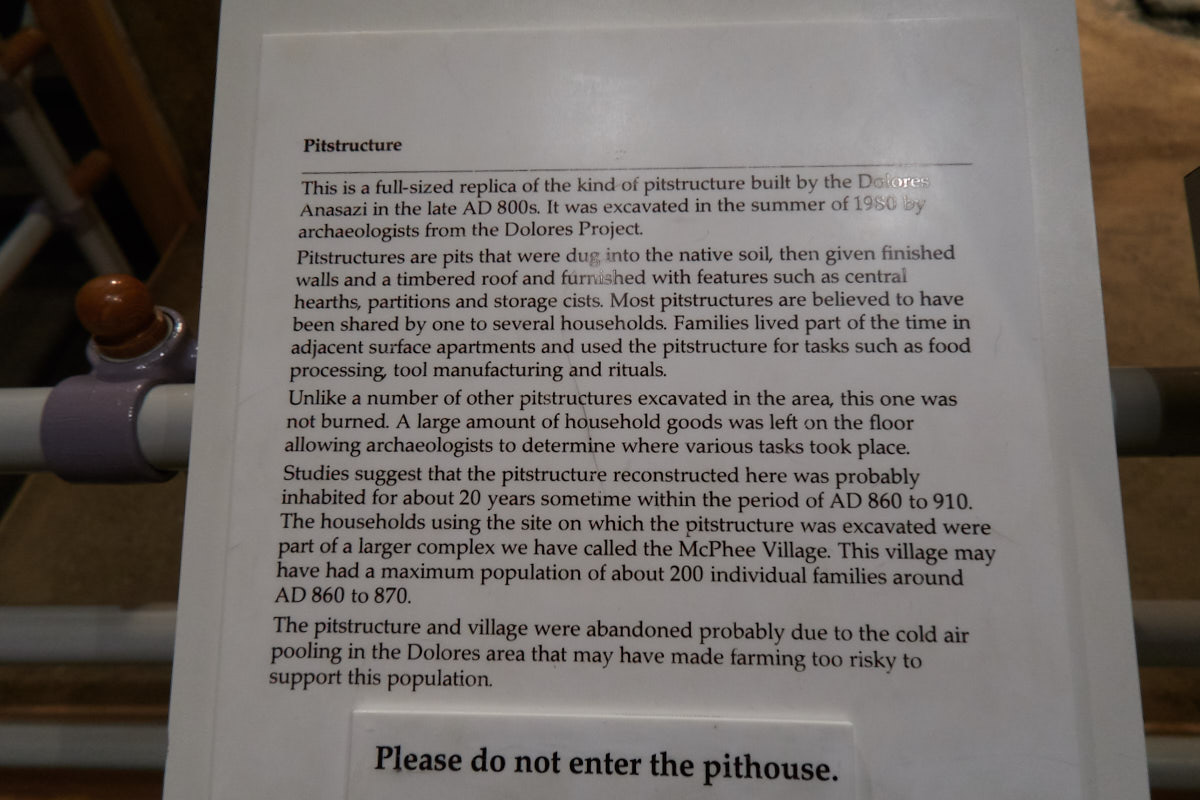 Pitstructure
This is a full-sized replica of the kind of pitstructure built by the Dolores
Anasazi in the late AD 800s. It was excavated in the summer of 1980 by
archaeologists from the Dolores Project.
Pitstructures are pits that were dug into the native soil, then given finished
walls and a timbered roof and furnished with features such as central
hearths, partitions and storage cists. Most pitstructures are believed to have
been shared by one to several households. Families lived part of the time in
adjacent surface apartments and used the pitstructure for tasks such as food
processing, tool manufacturing and rituals.
Unlike a number of other pitstructures excavated in the area, this one was
not burned. A large amount of household goods was left on the floor
allowing archaeologists to determine where various tasks took place.
Studies suggest that the pitstructure reconstructed here was probably
inhabited for about 20 years sometime within the period of AD 860 to 910.
The households using the site on which the pitstructure was excavated were
part of a larger complex we have called the McPhee Village. This village may
have had a maximum population of about 200 individual families around
AD 860 to 870.
The pitstructure and village were abandoned probably due to the cold air
pooling in the Dolores area that may have made farming too risky to
support this population.
Please do not enter the pithouse.